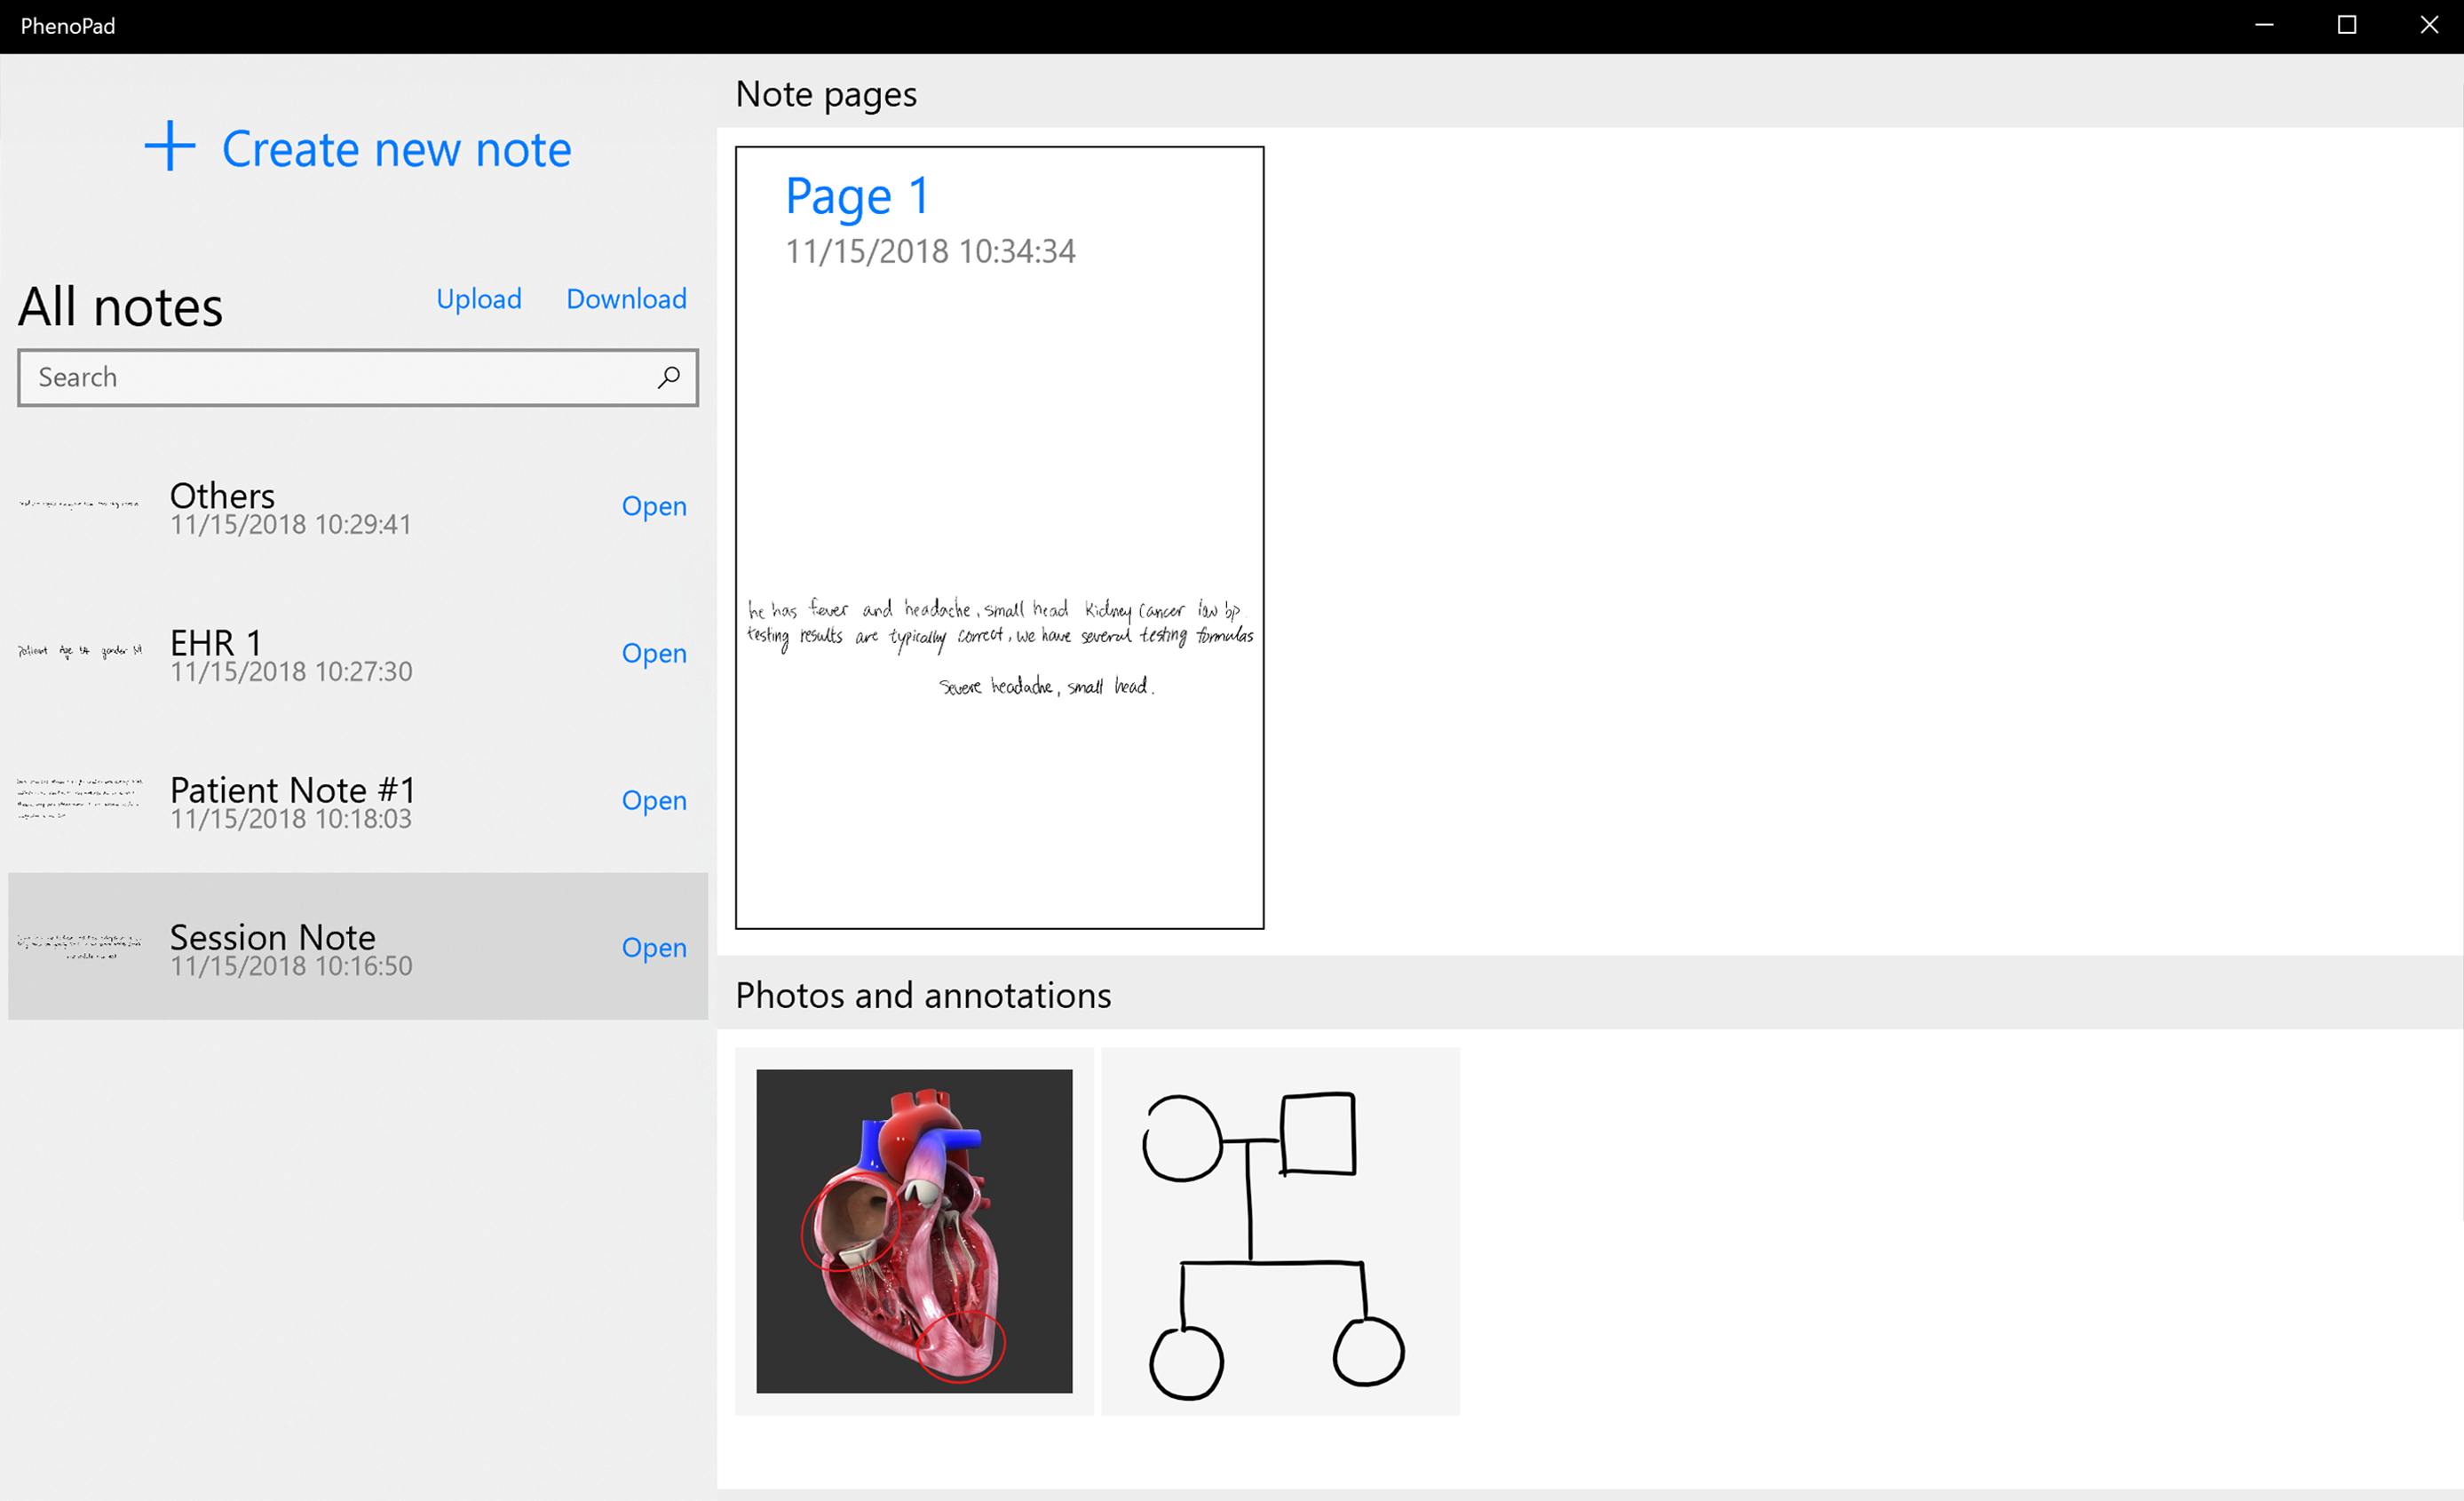 PhenoPad
Create new note
All notes
Upload
Download
Search
Others
11/15/2018 10:29:41
Open
Patient Age gender M
EHR 1
11/15/2018 10:27:30
Open
Patient Note #1
11/15/2018 10:18:03
Open
Session Note
11/15/2018 10:16:50
Open
Note pages
Page 1
11/15/2018 10:34:34
he has fever and headache, small head kidney cancer low bp.
testing results are typically correct, we have several testing formulas
Severe headache, small head.
Photos and annotations